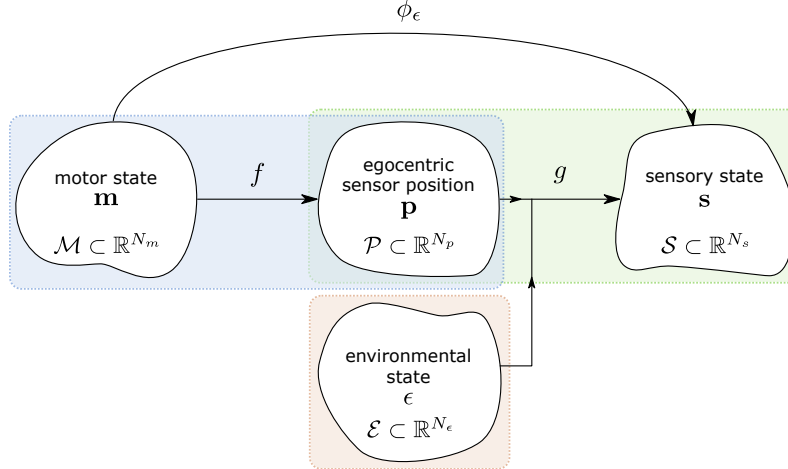 ϕ_ϵ
motor state
m
ℳ ⊂ ℝ^{N_m}
f
egocentric
sensor position
p
𝒫 ⊂ ℝ^{N_p}
g
sensory state
s
𝒮 ⊂ ℝ^{N_s}
environmental
state
ϵ
ℰ ⊂ ℝ^{N_ϵ}